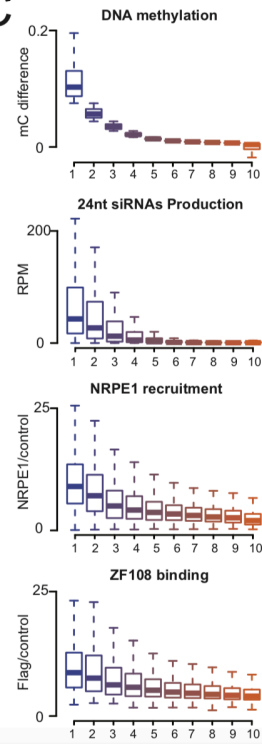 DNA methylation
0.2
mC difference
0
1 2 3 4 5 6 7 8 9 10
24nt siRNAs Production
200
RPM
0
1 2 3 4 5 6 7 8 9 10
NRPE1 recruitment
25
NRPE1/control
0
1 2 3 4 5 6 7 8 9 10
ZF108 binding
25
Flag/control
0
1 2 3 4 5 6 7 8 9 10